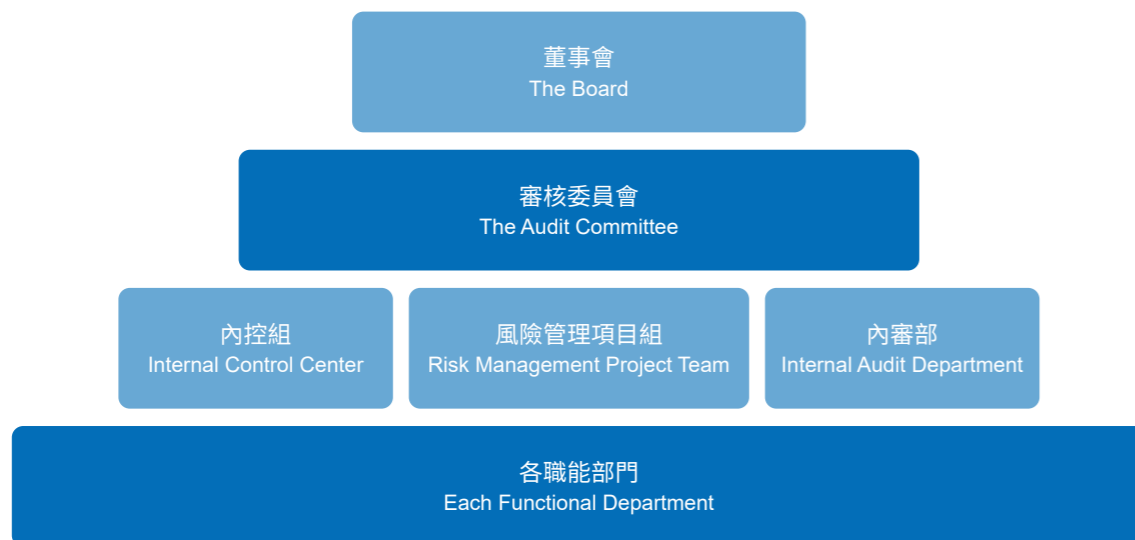 董事會
The Board
審核委員會
The Audit Committee
內控組
Internal Control Center
風險管理項目組
Risk Management Project Team
內審部
Internal Audit Department
各職能部門
Each Functional Department